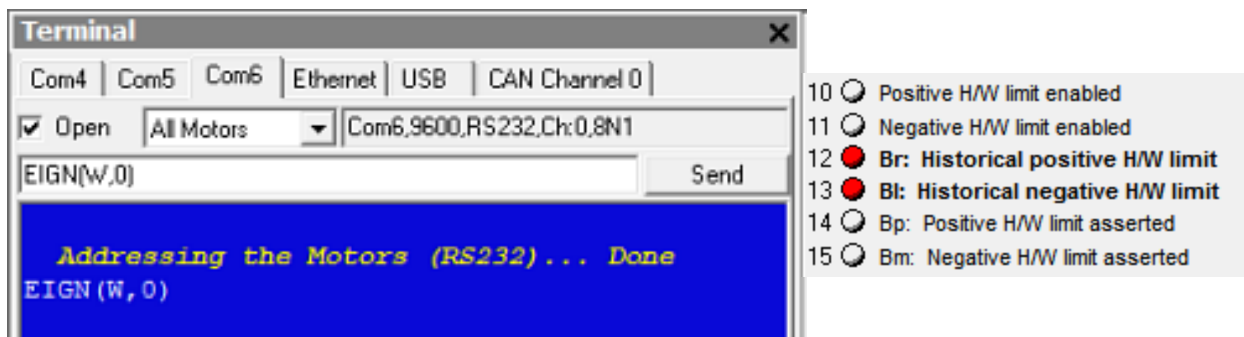 Terminal
Com4 Com5 Com6 Ethernet USB CAN Channel 0
Open All Motors Com6,9600,RS232,Ch:0,8N1
EIGN(W,0) Send
Addressing the Motors (RS232)... Done
EIGN(W,0)
10 Positive H/W limit enabled
11 Negative H/W limit enabled
12 Br: Historical positive H/W limit
13 Bl: Historical negative H/W limit
14 Bp: Positive H/W limit asserted
15 Bm: Negative H/W limit asserted